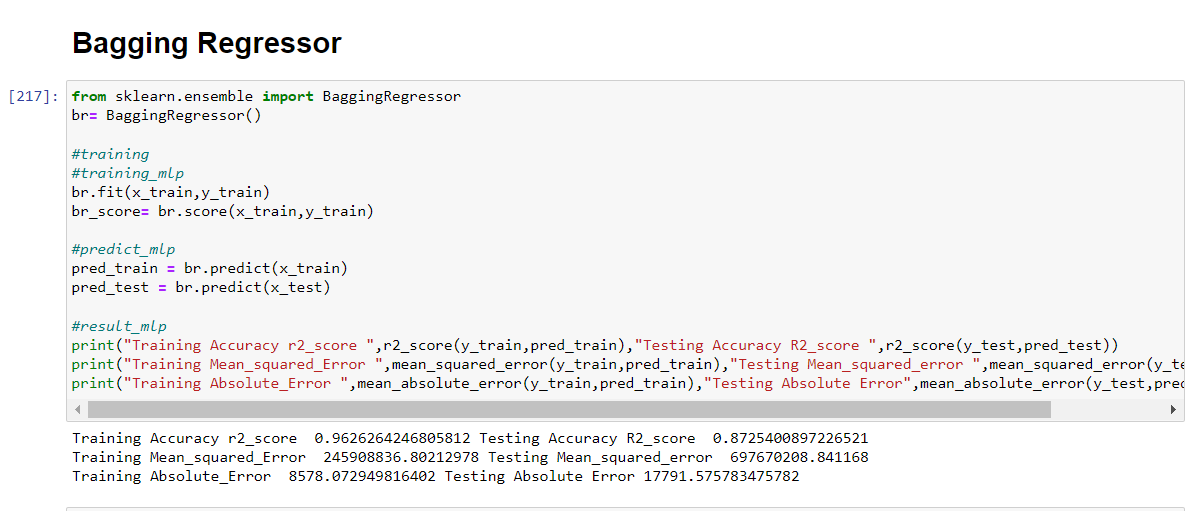 Bagging Regressor
[217]: from sklearn.ensemble import BaggingRegressor
br= BaggingRegressor()
#training
#training_mlp
br.fit(x_train,y_train)
br_score= br.score(x_train,y_train)
#predict_mlp
pred_train = br.predict(x_train)
pred_test = br.predict(x_test)
#result_mlp
print("Training Accuracy r2_score ",r2_score(y_train,pred_train),"Testing Accuracy R2_score ",r2_score(y_test,pred_test))
print("Training Mean_squared_Error ",mean_squared_error(y_train,pred_train),"Testing Mean_squared_error ",mean_squared_error(y_te
print("Training Absolute_Error ",mean_absolute_error(y_train,pred_train),"Testing Absolute Error",mean_absolute_error(y_test,pred
Training Accuracy r2_score  0.9626264246805812 Testing Accuracy R2_score  0.8725400897226521
Training Mean_squared_Error  245908836.80212978 Testing Mean_squared_error  697670208.841168
Training Absolute_Error  8578.072949816402 Testing Absolute Error 17791.575783475782